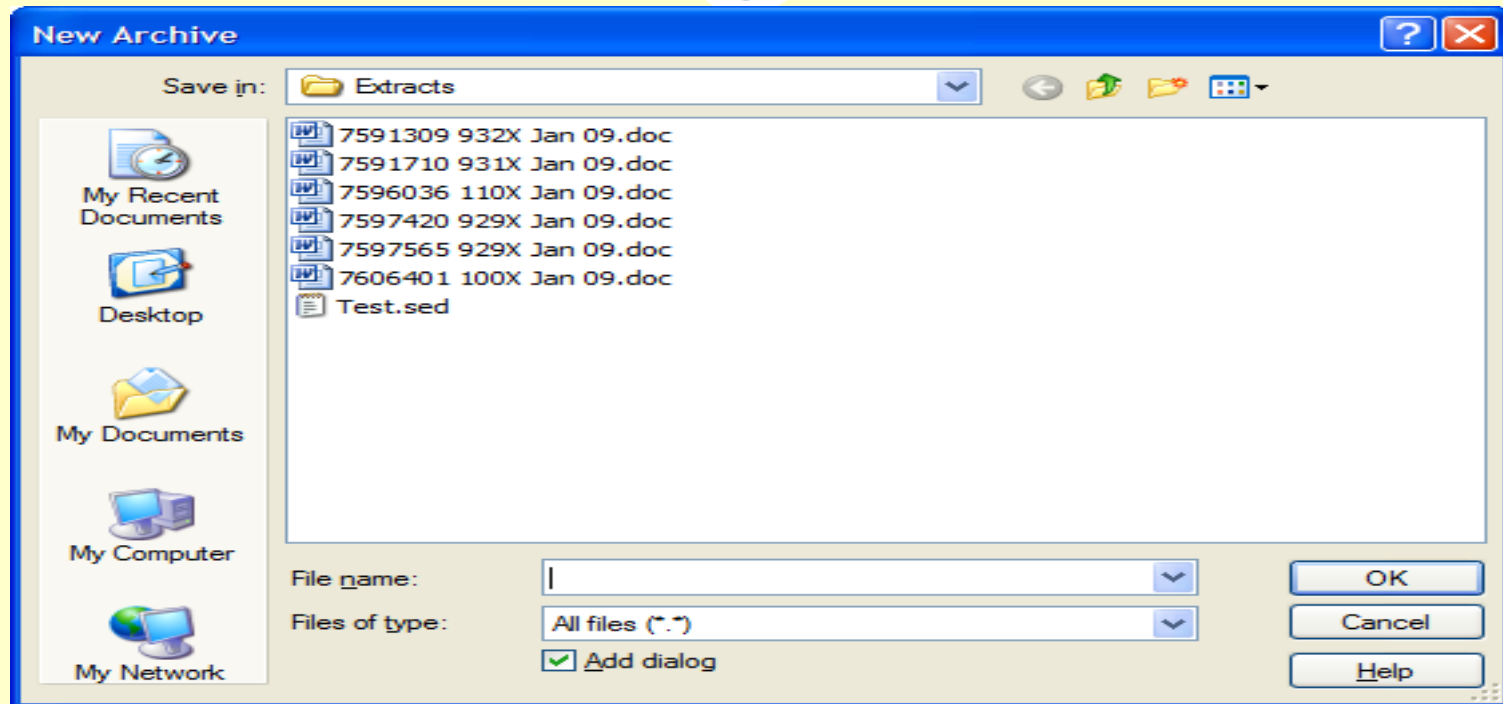 New Archive
Save in:
Extracts
My Recent
Documents
Desktop
My Documents
My Computer
My Network
7591309 932X Jan 09.doc
7591710 931X Jan 09.doc
7596036 110X Jan 09.doc
7597420 929X Jan 09.doc
7597565 929X Jan 09.doc
7606401 100X Jan 09.doc
Test.sed
File name:
OK
Files of type:
All files (*.*)
Cancel
Add dialog
Help